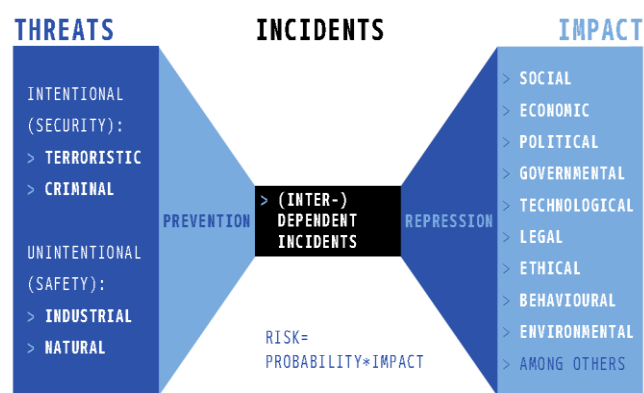 THREATS
INTENTIONAL
(SECURITY):
> TERRORISTIC
> CRIMINAL
UNINTENTIONAL
(SAFETY):
> INDUSTRIAL
> NATURAL
PREVENTION
INCIDENTS
> (INTER-)
DEPENDENT
INCIDENTS
RISK=
PROBABILITY*IMPACT
REPRESSION
IMPACT
> SOCIAL
> ECONOMIC
> POLITICAL
> GOVERNMENTAL
> TECHNOLOGICAL
> LEGAL
> ETHICAL
> BEHAVIOURAL
> ENVIRONMENTAL
> AMONG OTHERS